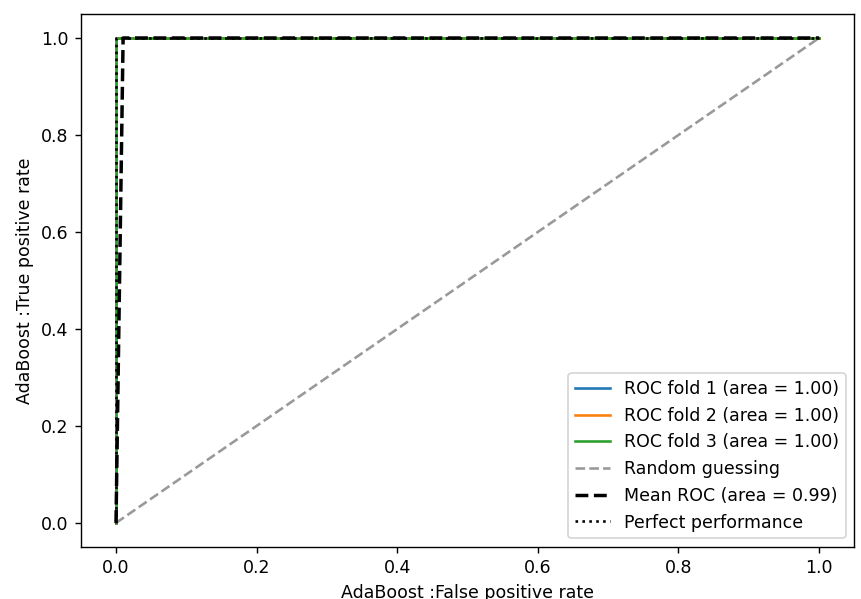 1.0
0.8
0.6
0.4
0.2
0.0
AdaBoost :True positive rate
ROC fold 1 (area = 1.00)
ROC fold 2 (area = 1.00)
ROC fold 3 (area = 1.00)
Random guessing
Mean ROC (area = 0.99)
Perfect performance
0.0 0.2 0.4 0.6 0.8 1.0
AdaBoost :False positive rate